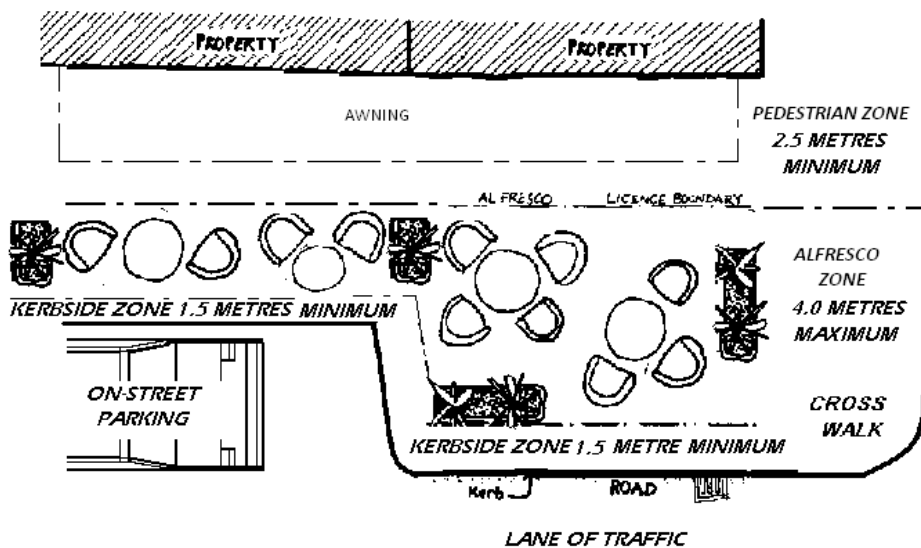 PROPERTY
PROPERTY
AWNING
PEDESTRIAN ZONE
2.5 METRES
MINIMUM
AL FRESCO LICENCE BOUNDARY
ALFRESCO
ZONE
4.0 METRES
MAXIMUM
KERBSIDE ZONE 1.5 METRES MINIMUM
ON-STREET
PARKING
CROSS
WALK
KERBSIDE ZONE 1.5 METRE MINIMUM
Kerb
ROAD
LANE OF TRAFFIC